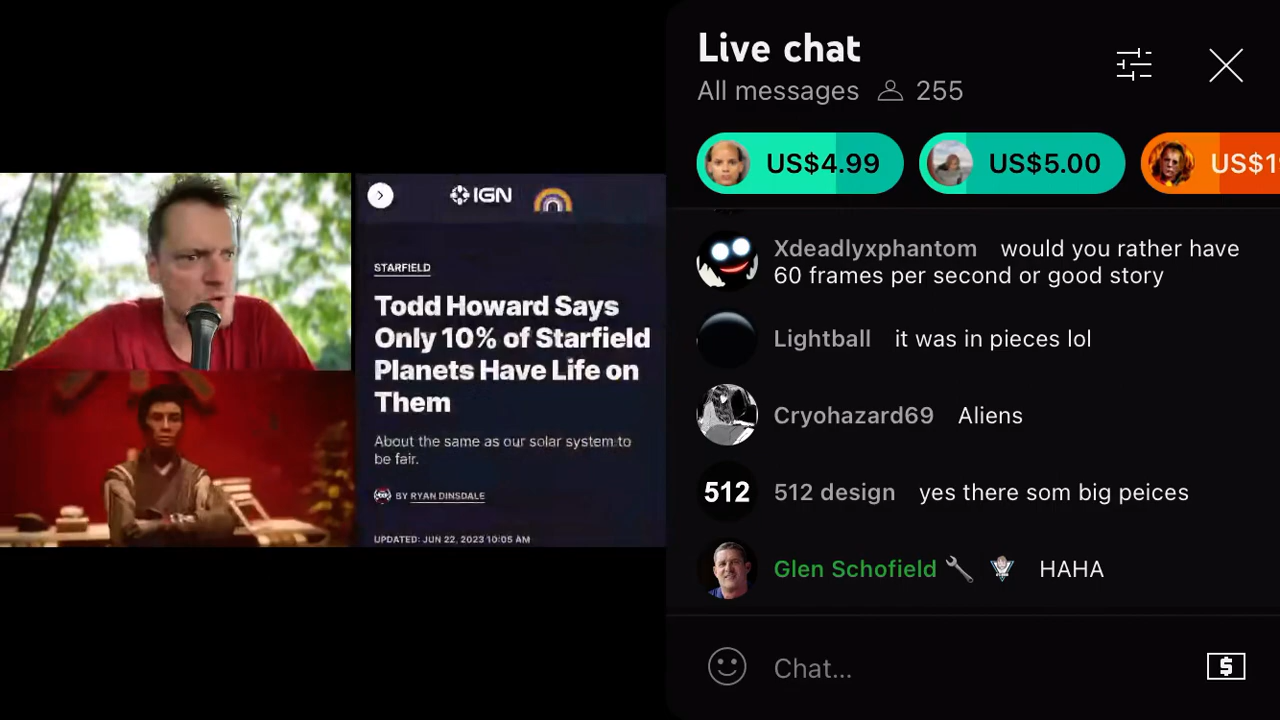 Live chat
All messages 255
US$4.99 US$5.00 US$1
Xdeadlyxphantom would you rather have
60 frames per second or good story
Lightball it was in pieces lol
Cryohazard69 Aliens
512 512 design yes there som big peices
Glen Schofield HAHA
Chat...
IGN
STARFIELD
Todd Howard Says
Only 10% of Starfield
Planets Have Life on
Them
About the same as our solar system to
be fair.
BY RYAN DINSDALE
UPDATED: JUN 22, 2023 10:05 AM